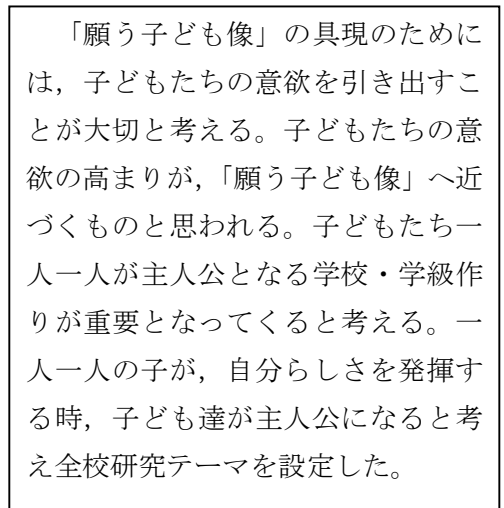 「願う子ども像」の具現のために
は，子どもたちの意欲を引き出すこ
とが大切と考える。子どもたちの意
欲の高まりが，「願う子ども像」へ近
づくものと思われる。子どもたち一
人一人が主人公となる学校・学級作
りが重要となってくると考える。一
人一人の子が，自分らしさを発揮す
る時，子ども達が主人公になると考
え全校研究テーマを設定した。